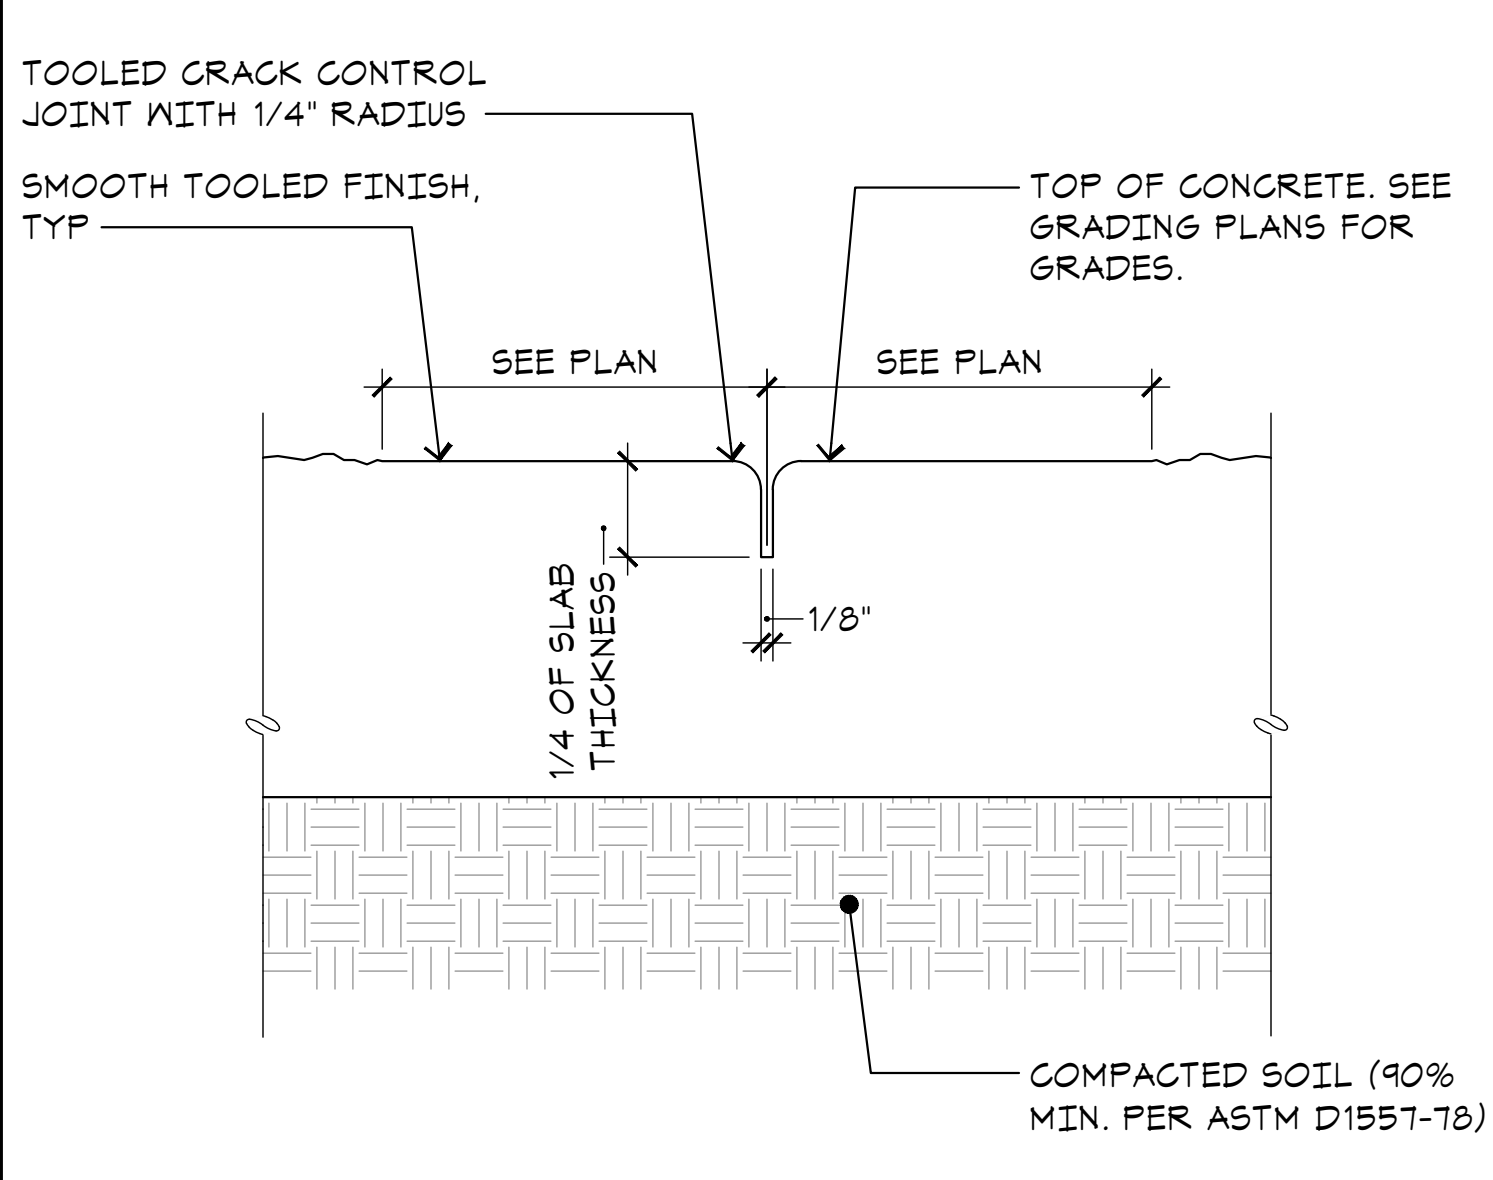 TOOLED CRACK CONTROL
JOINT WITH 1/4" RADIUS
SMOOTH TOOLED FINISH,
TYP
TOP OF CONCRETE. SEE
GRADING PLANS FOR
GRADES.
SEE PLAN
SEE PLAN
1/4 OF SLAB
THICKNESS
1/8"
COMPACTED SOIL (90%
MIN. PER ASTM D1557-78)